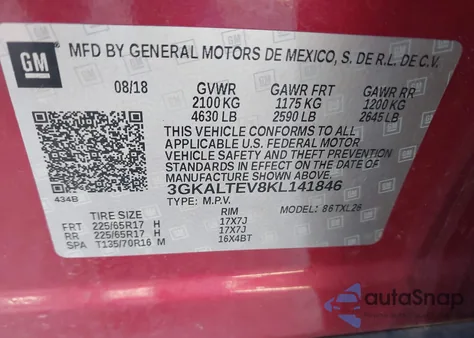 GM
MFD BY GENERAL MOTORS DE MEXICO, S. DE R.L. DE C.V.
08/18 GVWR GAWR FRT GAWR RR
2100 KG 1175 KG 1200 KG
4630 LB 2590 LB 2645 LB
THIS VEHICLE CONFORMS TO ALL
APPLICABLE U.S. FEDERAL MOTOR
VEHICLE SAFETY, BUMPER, AND THEFT
PREVENTION STANDARDS IN EFFECT ON
THE DATE OF MANUFACTURE SHOWN ABOVE.
3GKALTEV8KL141846
434B
TYPE: M.P.V. MODEL: 86TXL26
TIRE SIZE RIM
FRT 225/65R17 H 17X7J
RR 225/65R17 H 17X7J
SPA T135/70R16 M 16X4BT
autoSnap